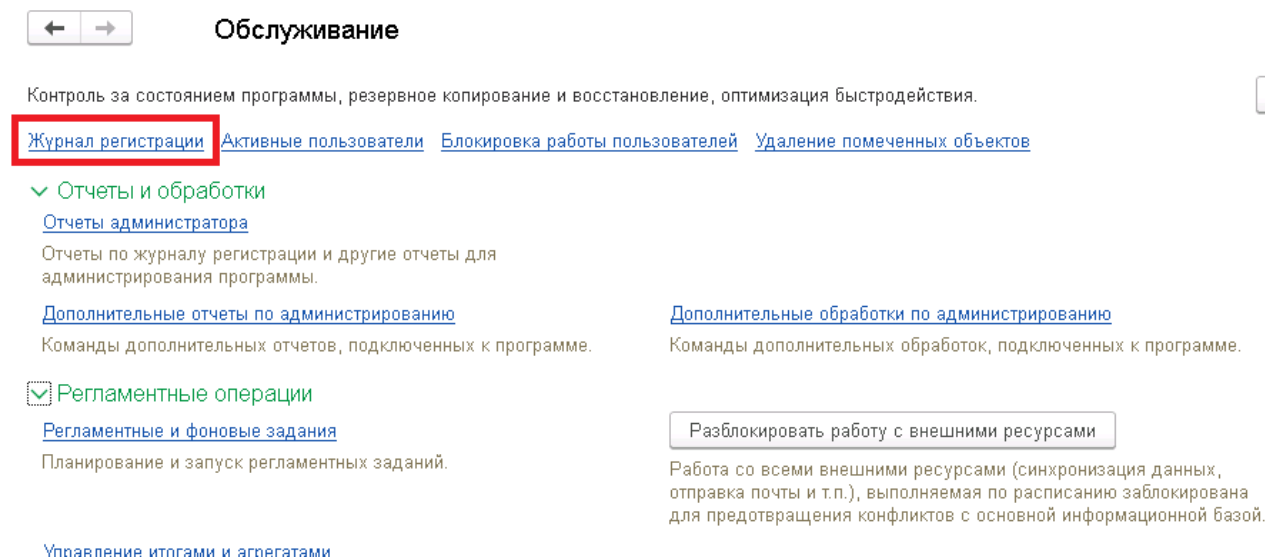 Обслуживание
Контроль за состоянием программы, резервное копирование и восстановление, оптимизация быстродействия.
Журнал регистрации Активные пользователи Блокировка работы пользователей Удаление помеченных объектов
Отчеты и обработки
Отчеты администратора
Отчеты по журналу регистрации и другие отчеты для
администрирования программы.
Дополнительные отчеты по администрированию
Команды дополнительных отчетов, подключенных к программе.
Дополнительные обработки по администрированию
Команды дополнительных обработок, подключенных к программе.
Регламентные операции
Регламентные и фоновые задания
Планирование и запуск регламентных заданий.
Разблокировать работу с внешними ресурсами
Работа со всеми внешними ресурсами (синхронизация данных,
отправка почты и т.п.), выполняемая по расписанию заблокирована
для предотвращения конфликтов с основной информационной базой.
Управление итогами и агрегатами